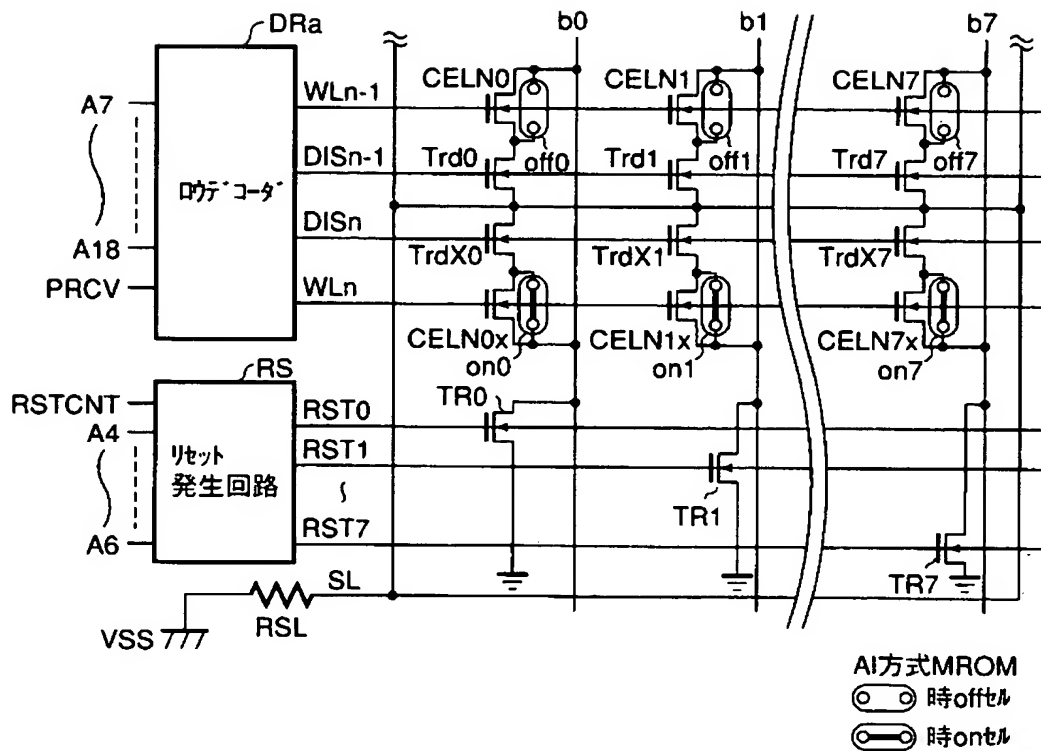 DRa
b0
b1
b7
A7
A18
PRCV
ロウデコーダ
WLn-1
DISn-1
DISn
WLn
CELN0
CELN1
CELN7
off0
off1
off7
Trd0
Trd1
Trd7
TrdX0
TrdX1
TrdX7
CELN0x
CELN1x
CELN7x
on0
on1
on7
RS
RSTCNT
A4
A6
リセット
発生回路
RST0
RST1
RST7
TR0
TR1
TR7
SL
RSL
VSS
AI方式MROM
時offセル
時onセル